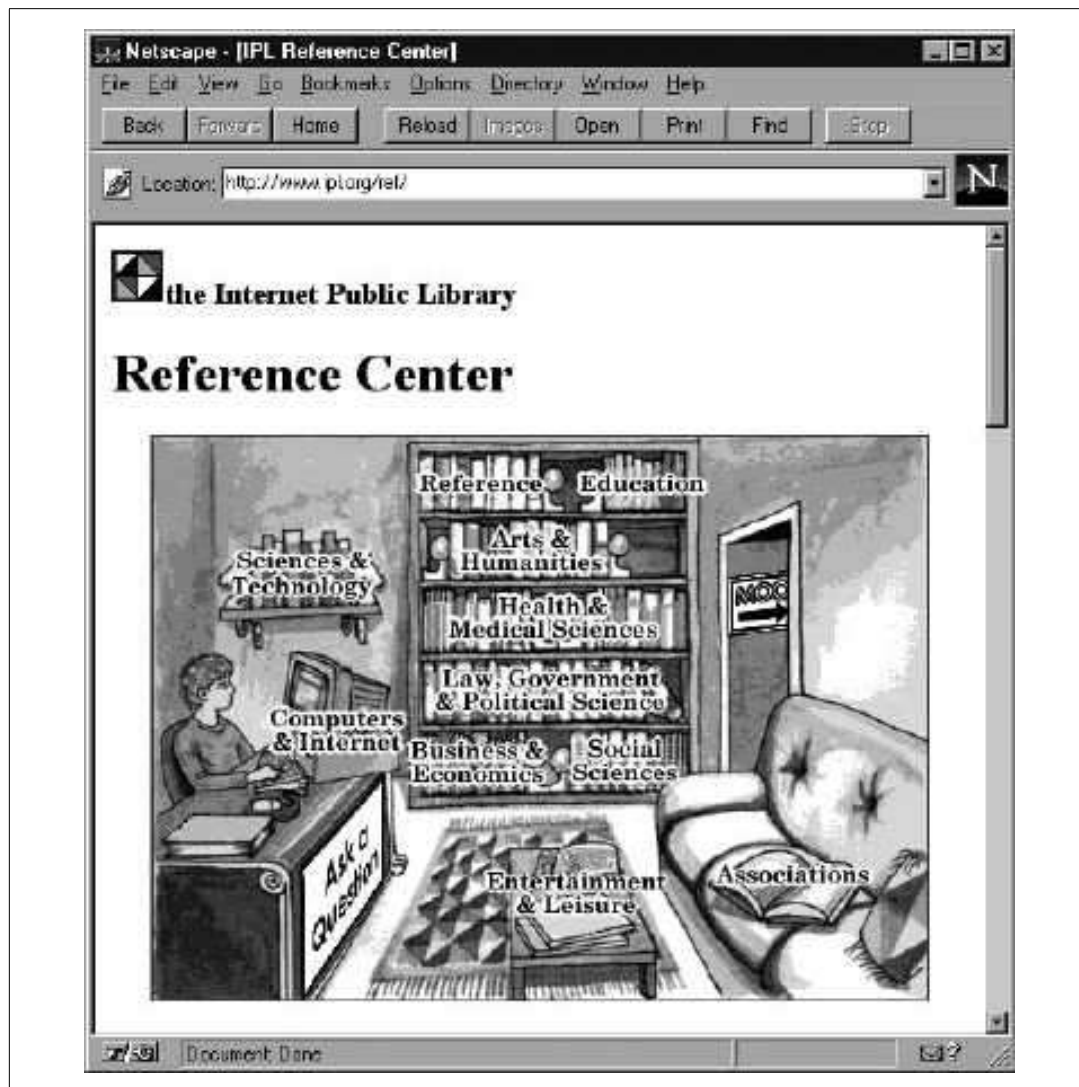 Netscape - [IPL Reference Center]
File Edit View Go Bookmarks Options Directory Window Help
Back Forward Home Reload Images Open Print Find Stop
Location: http://www.ipl.org/ref/
N
the Internet Public Library
Reference Center
Reference Education
Arts &
Humanities
Sciences &
Technology
MOO
Health &
Medical Sciences
Law, Government
& Political Science
Computers
& Internet
Business &
Economics
Social
Sciences
Ask a
Question
Entertainment
& Leisure
Associations
Document: Done
?